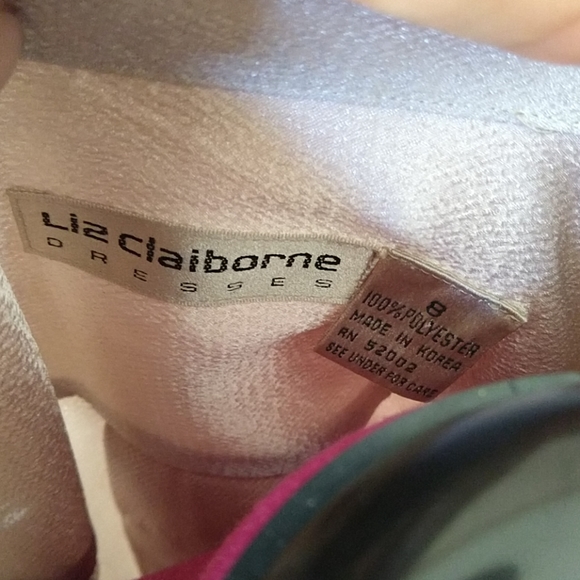 Liz Claiborne
DRESSES
8
100% POLYESTER
MADE IN KOREA
RN 52002
SEE UNDER FOR CARE